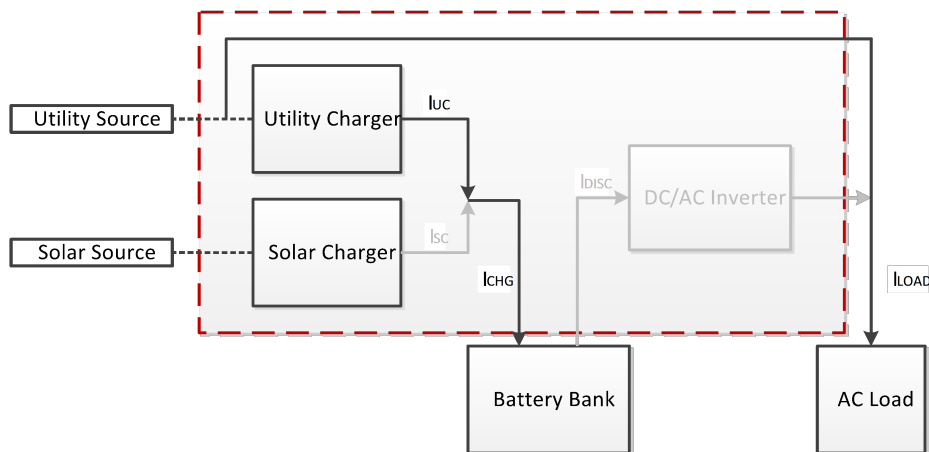 Utility Source
Utility Charger
IUC
IDISC
DC/AC Inverter
Solar Source
Solar Charger
ISC
ICHG
ILOAD
Battery Bank
AC Load